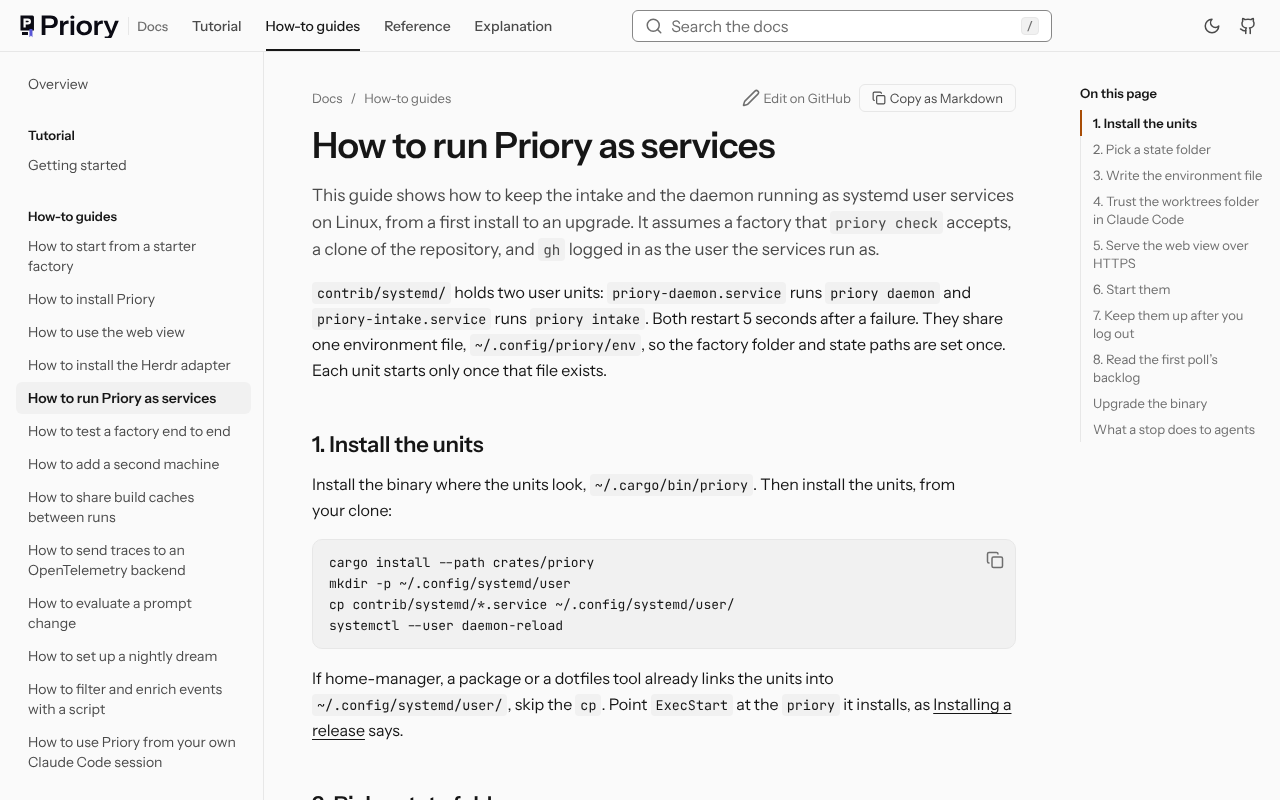 Priory
Docs
Tutorial
How-to guides
Reference
Explanation
Search the docs
/
Overview
Tutorial
Getting started
How-to guides
How to start from a starter
factory
How to install Priory
How to use the web view
How to install the Herdr adapter
How to run Priory as services
How to test a factory end to end
How to add a second machine
How to share build caches
between runs
How to send traces to an
OpenTelemetry backend
How to evaluate a prompt
change
How to set up a nightly dream
How to filter and enrich events
with a script
How to use Priory from your own
Claude Code session
Docs / How-to guides
Edit on GitHub
Copy as Markdown
How to run Priory as services
This guide shows how to keep the intake and the daemon running as systemd user services
on Linux, from a first install to an upgrade. It assumes a factory that priory check accepts,
a clone of the repository, and gh logged in as the user the services run as.
contrib/systemd/ holds two user units: priory-daemon.service runs priory daemon and
priory-intake.service runs priory intake. Both restart 5 seconds after a failure. They share
one environment file, ~/.config/priory/env, so the factory folder and state paths are set once.
Each unit starts only once that file exists.
1. Install the units
Install the binary where the units look, ~/.cargo/bin/priory. Then install the units, from
your clone:
cargo install --path crates/priory
mkdir -p ~/.config/systemd/user
cp contrib/systemd/*.service ~/.config/systemd/user/
systemctl --user daemon-reload
If home-manager, a package or a dotfiles tool already links the units into
~/.config/systemd/user/, skip the cp. Point ExecStart at the priory it installs, as Installing a
release says.
On this page
1. Install the units
2. Pick a state folder
3. Write the environment file
4. Trust the worktrees folder
in Claude Code
5. Serve the web view over
HTTPS
6. Start them
7. Keep them up after you
log out
8. Read the first poll's
backlog
Upgrade the binary
What a stop does to agents